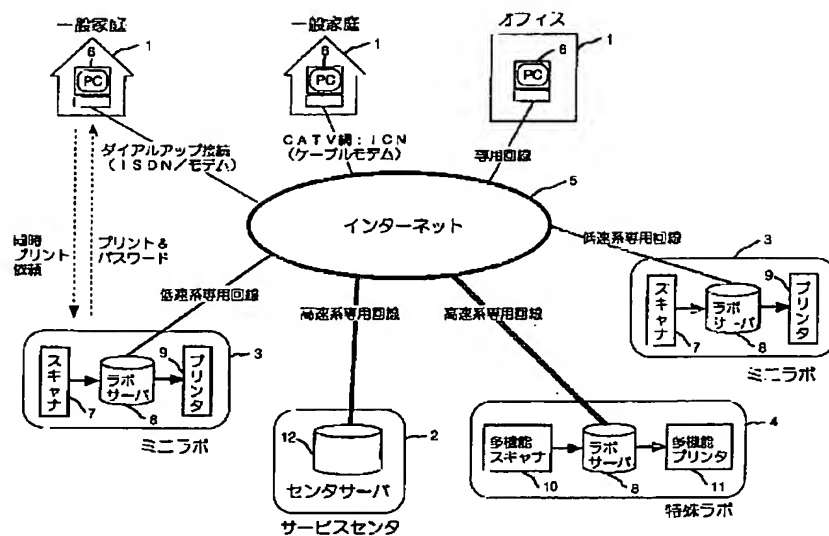 一般家庭
1
6
PC
一般家庭
1
6
PC
オフィス
1
6
PC
ダイアルアップ接続
(ISDN/モデム)
CATV網:ICN
(ケーブルモデム)
専用回線
5
インターネット
同時
プリント
依頼
プリント&
パスワード
低速系専用回線
高速系専用回線
高速系専用回線
低速系専用回線
3
スキャナ
7
ラボ
サーバ
8
9
プリンタ
ミニラボ
3
スキャナ
7
ラボ
サーバ
8
9
プリンタ
ミニラボ
2
12
センタサーバ
サービスセンタ
4
多機能
スキャナ
10
ラボ
サーバ
8
多機能
プリンタ
11
特殊ラボ